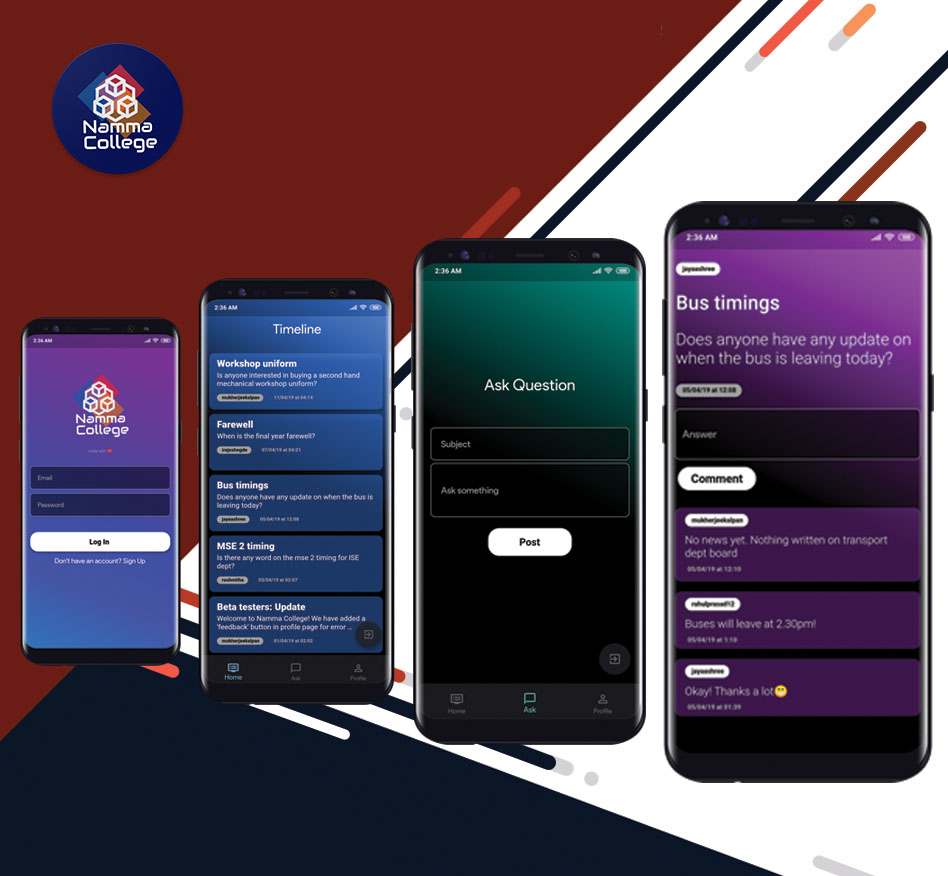 Namma
College
2:36 AM
Namma
College
made with
Email
Password
Log In
Don't have an account? Sign Up
2:36 AM
Timeline
Workshop uniform
Is anyone interested in buying a second hand
mechanical workshop uniform?
mukherjeekalpan 11/04/19 at 04:14
Farewell
When is the final year farewell?
07/04/19 at 04:21
Bus timings
Does anyone have any update on when the bus is
leaving today?
jayaashree 05/04/19 at 12:08
MSE 2 timing
Is there any word on the mse 2 timing for ISE
dept?
rashmitha 03/04/19 at 02:07
Beta testers: Update
Welcome to Namma College! We have added a
'feedback' button in profile page for error ...
mukherjeekalpan 01/04/19 at 02:02
Home Ask Profile
2:36 AM
Ask Question
Subject
Ask something
Post
Home Ask Profile
2:36 AM
jayaashree
Bus timings
Does anyone have any update on
when the bus is leaving today?
05/04/19 at 12:08
Answer
Comment
mukherjeekalpan
No news yet. Nothing written on transport
dept board
05/04/19 at 12:10
rahulprasad12
Buses will leave at 2.30pm!
05/04/19 at 1:10
jayaashree
Okay! Thanks a lot😁
05/04/19 at 01:39